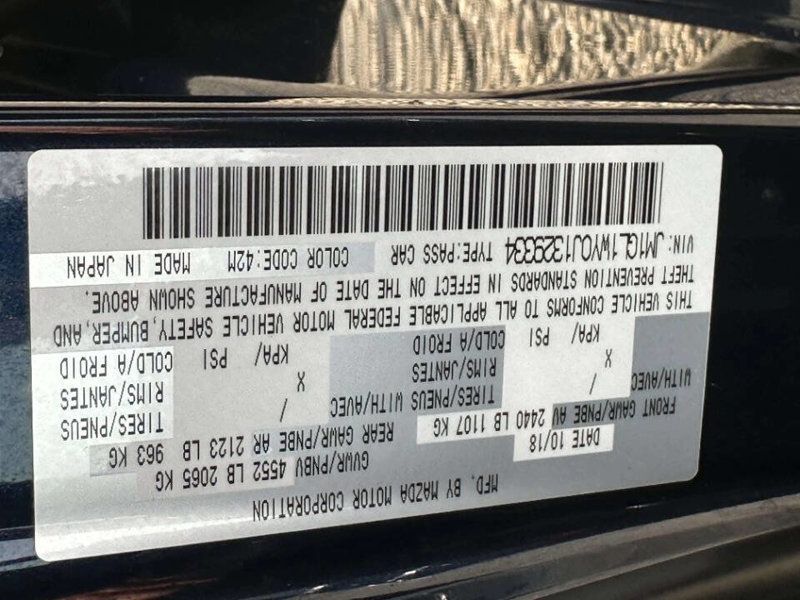 MFD. BY MAZDA MOTOR CORPORATION
DATE 10/18 GVWR/PNBV 4552 LB 2065 KG
FRONT GAWR/PNBE AV 2440 LB 1107 KG REAR GAWR/PNBE AR 2123 LB 963 KG
WITH/AVEC / TIRES/PNEUS WITH/AVEC / TIRES/PNEUS
X RIMS/JANTES X RIMS/JANTES
KPA/ PSI COLD/A FROID KPA/ PSI COLD/A FROID
THIS VEHICLE CONFORMS TO ALL APPLICABLE FEDERAL MOTOR VEHICLE SAFETY, BUMPER, AND
THEFT PREVENTION STANDARDS IN EFFECT ON THE DATE OF MANUFACTURE SHOWN ABOVE.
VIN: JM1GL1WY0J1329334 TYPE:PASS CAR COLOR CODE:42M MADE IN JAPAN